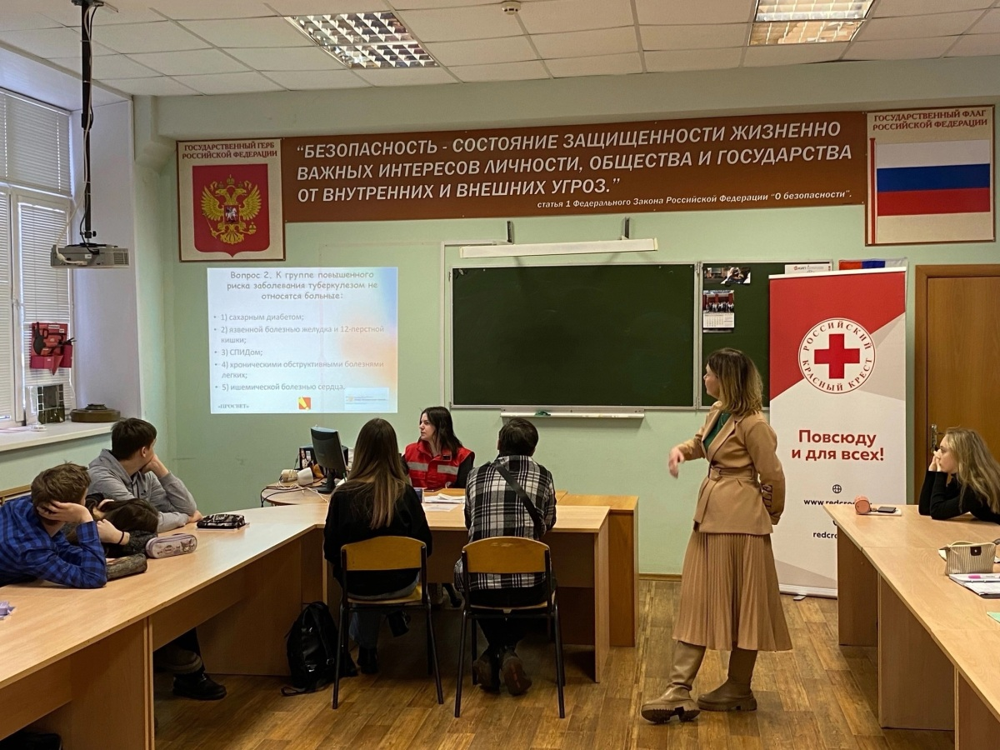 ГОСУДАРСТВЕННЫЙ ГЕРБ
РОССИЙСКОЙ ФЕДЕРАЦИИ
“БЕЗОПАСНОСТЬ - СОСТОЯНИЕ ЗАЩИЩЕННОСТИ ЖИЗНЕННО
ВАЖНЫХ ИНТЕРЕСОВ ЛИЧНОСТИ, ОБЩЕСТВА И ГОСУДАРСТВА
ОТ ВНУТРЕННИХ И ВНЕШНИХ УГРОЗ.”
статья 1 Федерального Закона Российской Федерации “О безопасности”.
ГОСУДАРСТВЕННЫЙ ФЛАГ
РОССИЙСКОЙ ФЕДЕРАЦИИ
Вопрос 2. К группе повышенного
риска заболевания туберкулезом не
относятся больные:
• 1) сахарным диабетом;
• 2) язвенной болезнью желудка и 12-перстной
кишки;
• 3) СПИДом;
• 4) хроническими обструктивными болезнями
легких;
• 5) ишемической болезнью сердца.
«ПРОСВЕТ»
РОССИЙСКИЙ
КРАСНЫЙ КРЕСТ
Повсюду
и для всех!
www.redcro
redcro